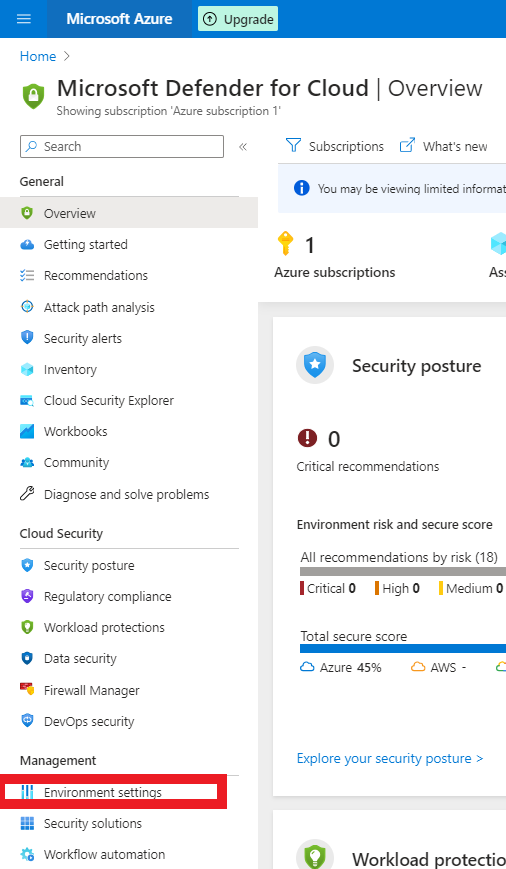 Microsoft Azure
Upgrade
Home
Microsoft Defender for Cloud | Overview
Showing subscription 'Azure subscription 1'
Search
«
General
Overview
Getting started
Recommendations
Attack path analysis
Security alerts
Inventory
Cloud Security Explorer
Workbooks
Community
Diagnose and solve problems
Cloud Security
Security posture
Regulatory compliance
Workload protections
Data security
Firewall Manager
DevOps security
Management
Environment settings
Security solutions
Workflow automation
Subscriptions What's new
You may be viewing limited informat
1
Azure subscriptions
Ass
Security posture
0
Critical recommendations
Environment risk and secure score
All recommendations by risk (18)
Critical 0 High 0 Medium 0
Total secure score
Azure 45% AWS -
Explore your security posture >
Workload protectio